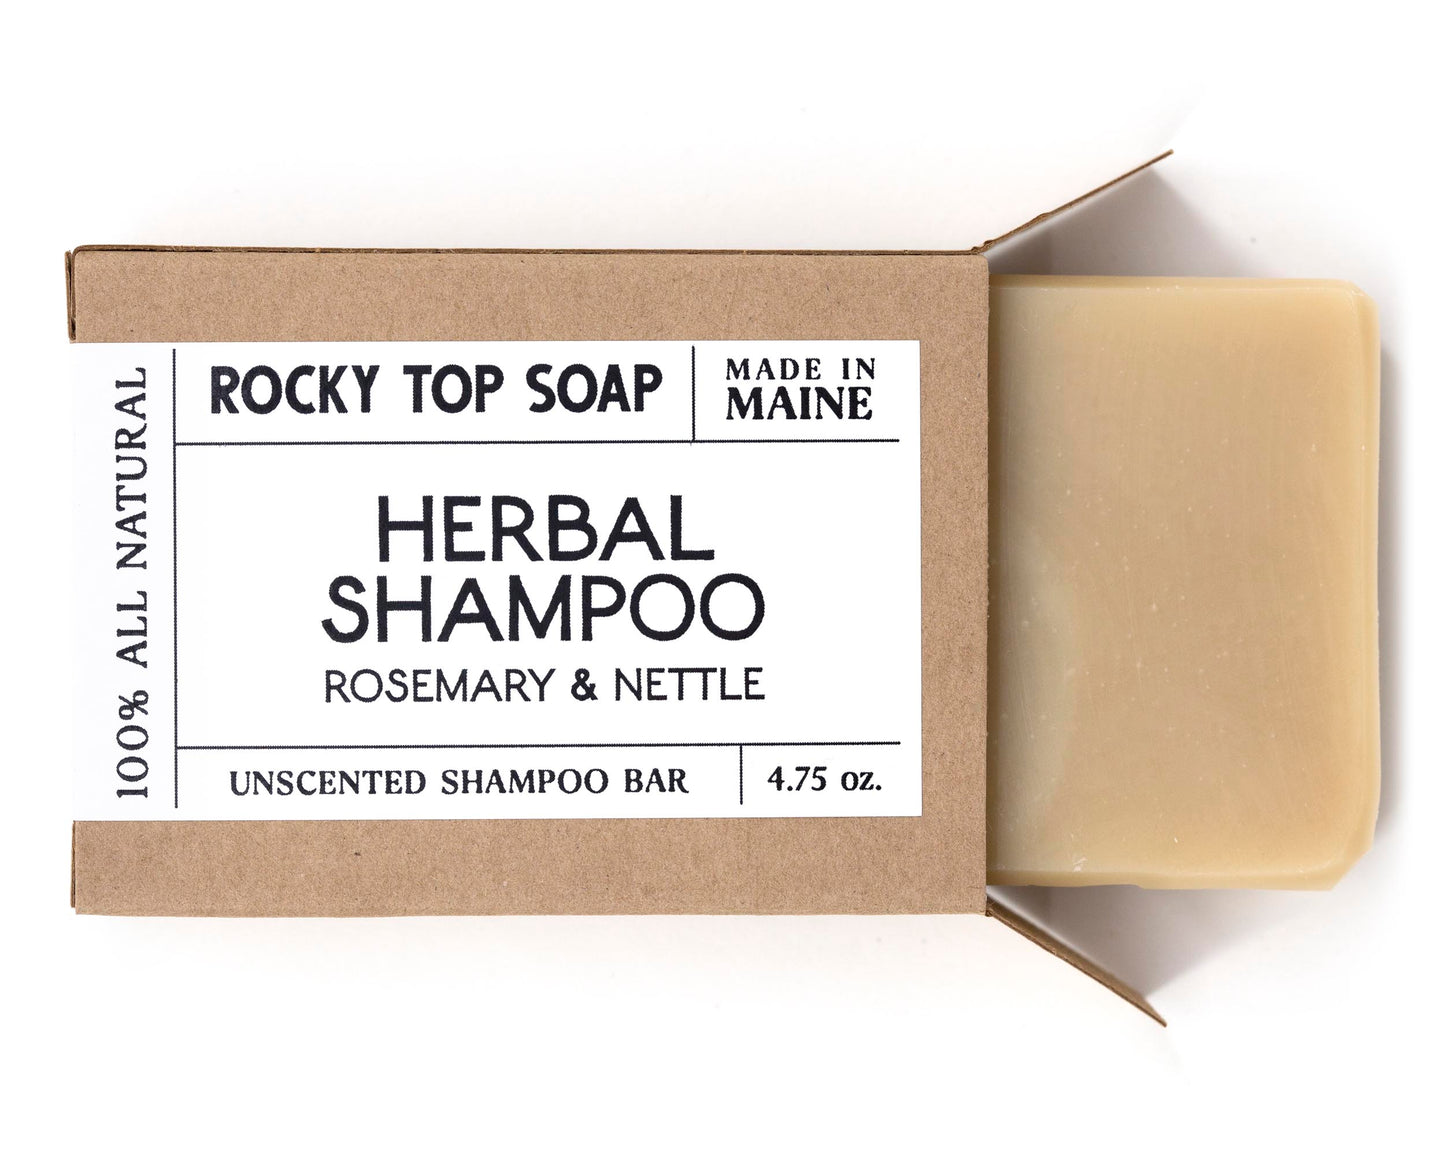 100% ALL NATURAL
ROCKY TOP SOAP
MADE IN
MAINE
HERBAL
SHAMPOO
ROSEMARY & NETTLE
UNSCENTED SHAMPOO BAR
4.75 oz.